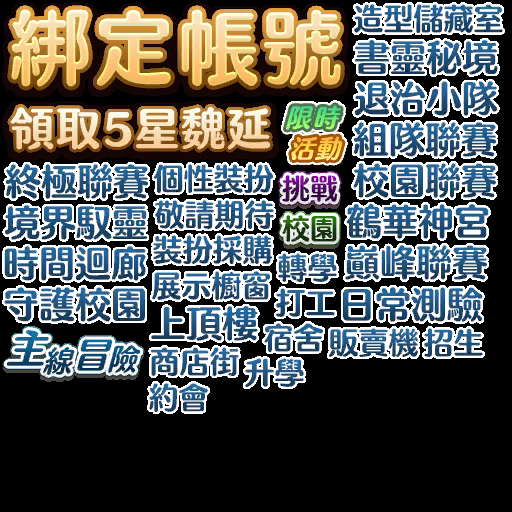 綁定帳號
領取5星魏延
限時
活動
挑戰
校園
造型儲藏室
書靈秘境
退治小隊
組隊聯賽
校園聯賽
鶴華神宮
巔峰聯賽
終極聯賽
境界馭靈
時間迴廊
守護校園
主線冒險
個性裝扮
敬請期待
裝扮採購
展示櫥窗
上頂樓
商店街
約會
轉學
打工
日常測驗
宿舍
販賣機
招生
升學